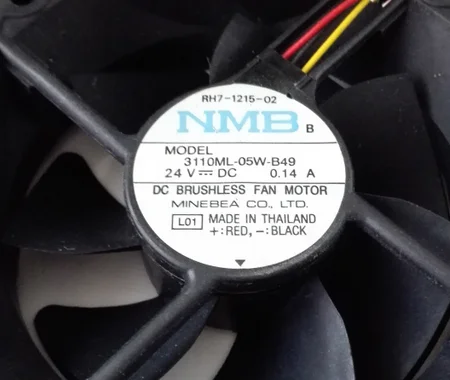 RH7-1215-02
NMB B
MODEL
3110ML-05W-B49
24 V⎓DC 0.14 A
DC BRUSHLESS FAN MOTOR
MINEBEA CO., LTD.
L01 MADE IN THAILAND
+:RED, -:BLACK